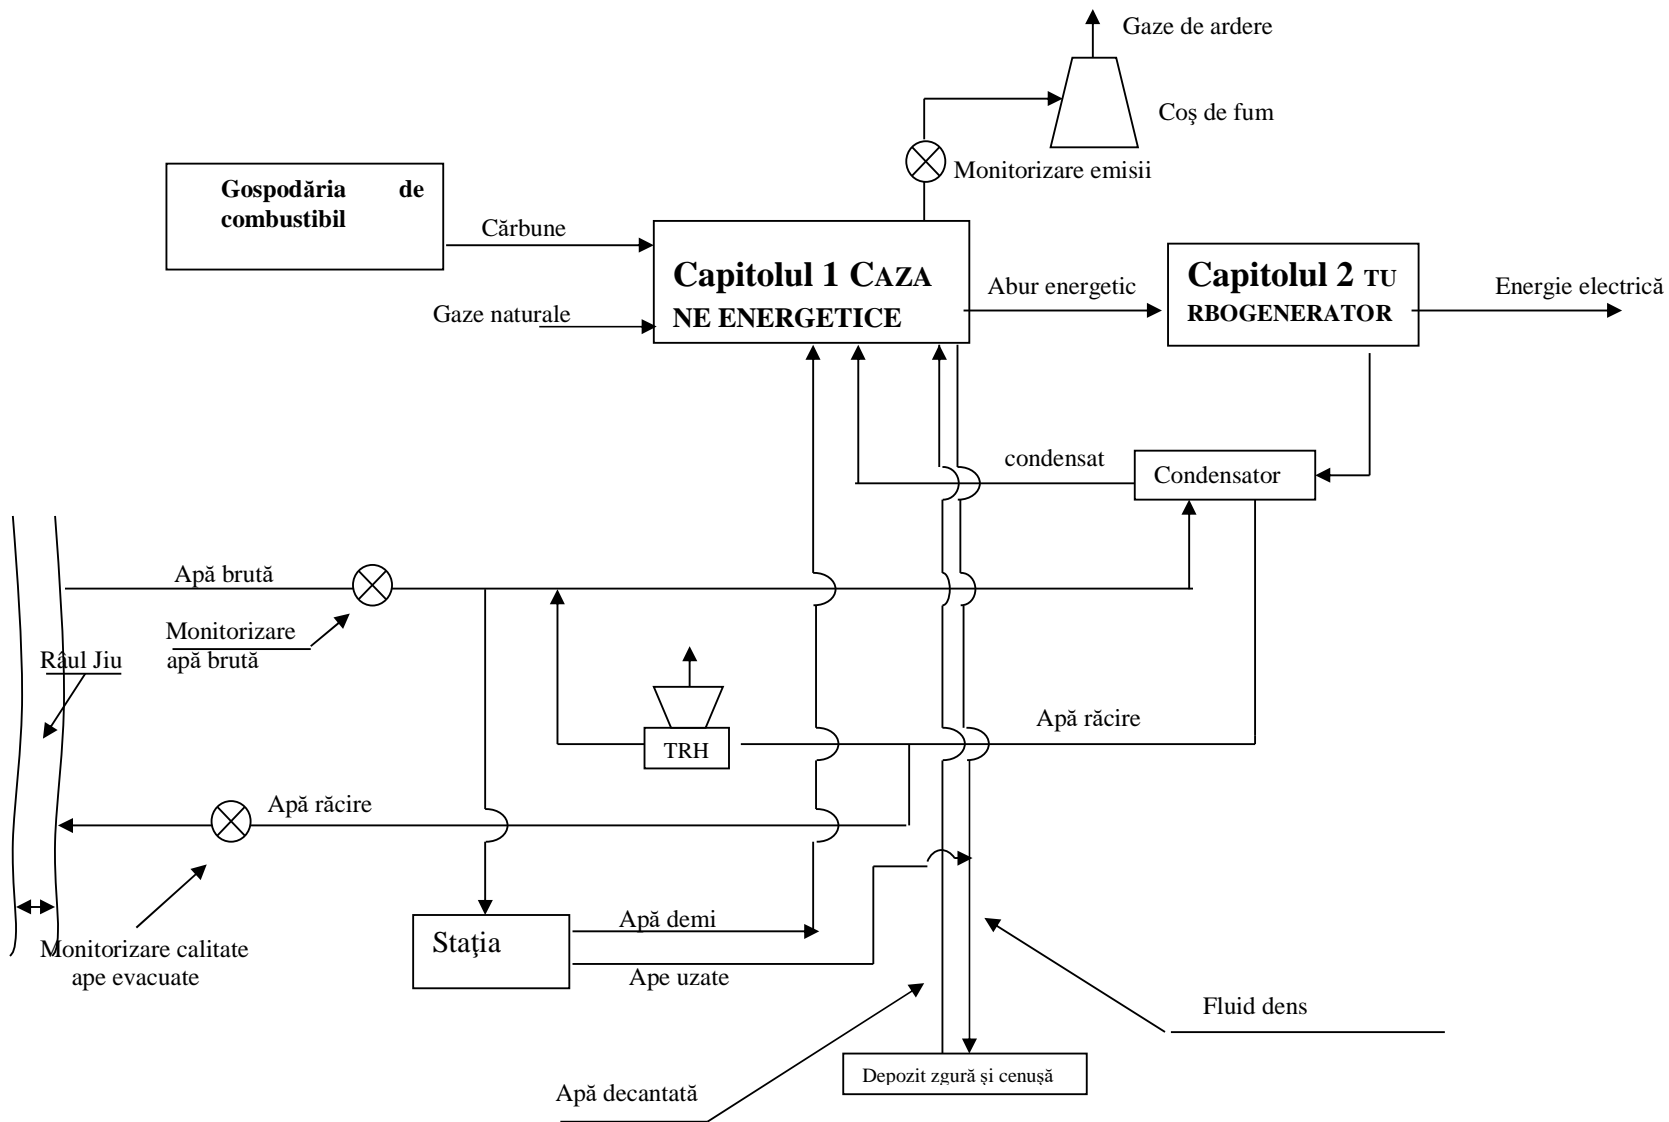 Gaze de ardere
Coş de fum
Monitorizare emisii
Gospodăria de
combustibil
Cărbune
Capitolul 1 CAZA
NE ENERGETICE
Gaze naturale
Abur energetic
Capitolul 2 TU
RBOGENERATOR
Energie electrică
condensat
Condensator
Apă brută
Monitorizare
apă brută
Râul Jiu
TRH
Apă răcire
Apă răcire
Monitorizare calitate
ape evacuate
Staţia
Apă demi
Ape uzate
Fluid dens
Depozit zgură și cenușă
Apă decantată